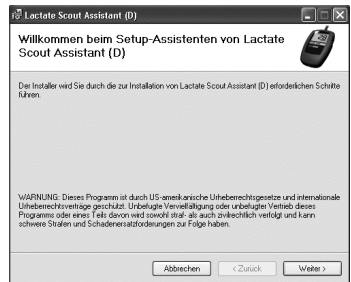 Lactate Scout Assistant (D)
Willkommen beim Setup-Assistenten von Lactate
Scout Assistant (D)
Der Installer wird Sie durch die zur Installation von Lactate Scout Assistant (D) erforderlichen Schritte
führen.
WARNUNG: Dieses Programm ist durch US-amerikanische Urheberrechtsgesetze und internationale
Urheberrechtsverträge geschützt. Unbefugte Vervielfältigung oder unbefugter Vertrieb dieses
Programms oder eines Teils davon wird sowohl straf- als auch zivilrechtlich verfolgt und kann
schwere Strafen und Schadenersatzforderungen zur Folge haben.
Abbrechen
< Zurück
Weiter >